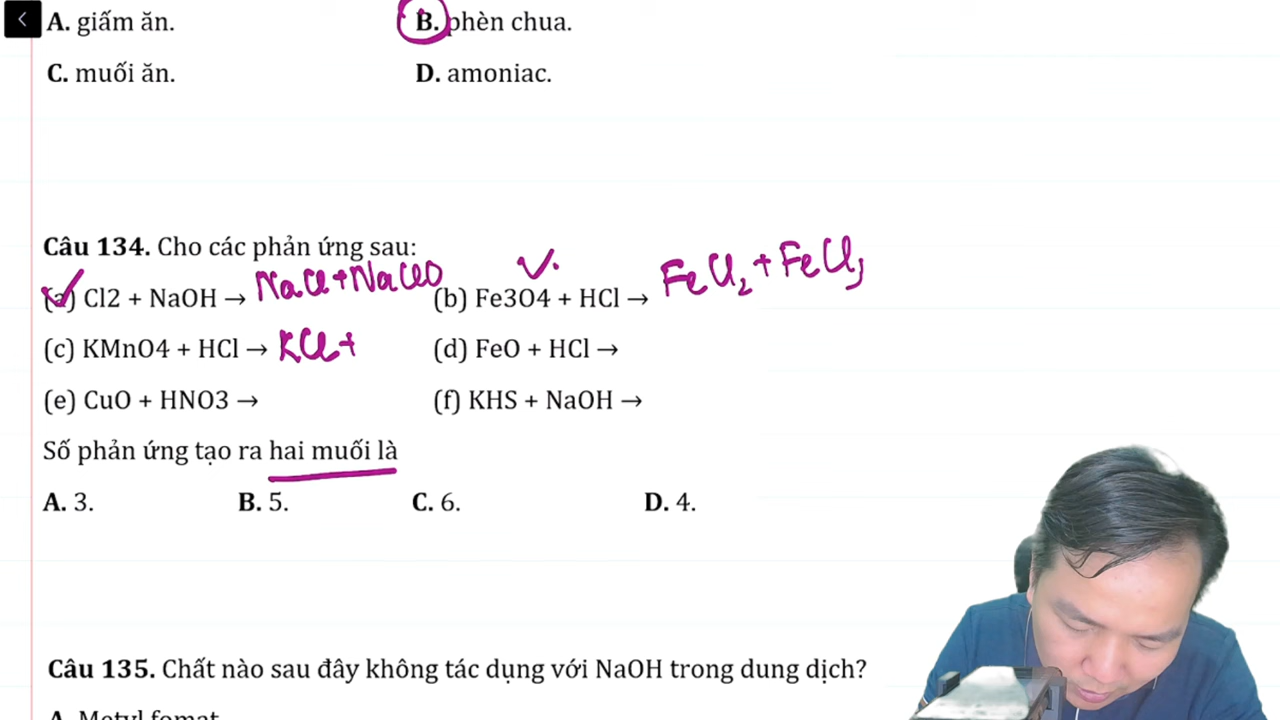 A. giấm ăn. B. phèn chua.
C. muối ăn. D. amoniac.
Câu 134. Cho các phản ứng sau:
(a) Cl2 + NaOH → NaCl + NaClO (b) Fe3O4 + HCl → FeCl2 + FeCl3
(c) KMnO4 + HCl → KCl + (d) FeO + HCl →
(e) CuO + HNO3 → (f) KHS + NaOH →
Số phản ứng tạo ra hai muối là
A. 3. B. 5. C. 6. D. 4.
Câu 135. Chất nào sau đây không tác dụng với NaOH trong dung dịch?
A. Metyl fomat